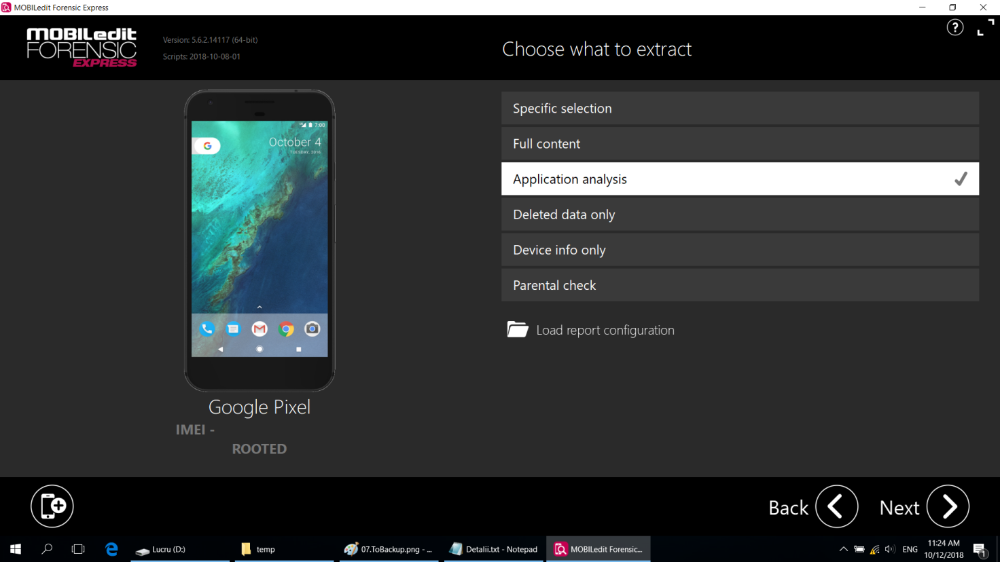 MOBILedit Forensic Express
MOBILedit
FORENSIC
EXPRESS
Version: 5.6.2.14117 (64-bit)
Scripts: 2018-10-08-01
Choose what to extract
?
Specific selection
Full content
Application analysis
Deleted data only
Device info only
Parental check
Load report configuration
7:00
G
October 4
TUESDAY, 2016
Google Pixel
IMEI -
ROOTED
Back
Next
Lucru (D:)
temp
07.ToBackup.png - ...
Detalii.txt - Notepad
MOBILedit Forensic...
ENG
11:24 AM
10/12/2018
1